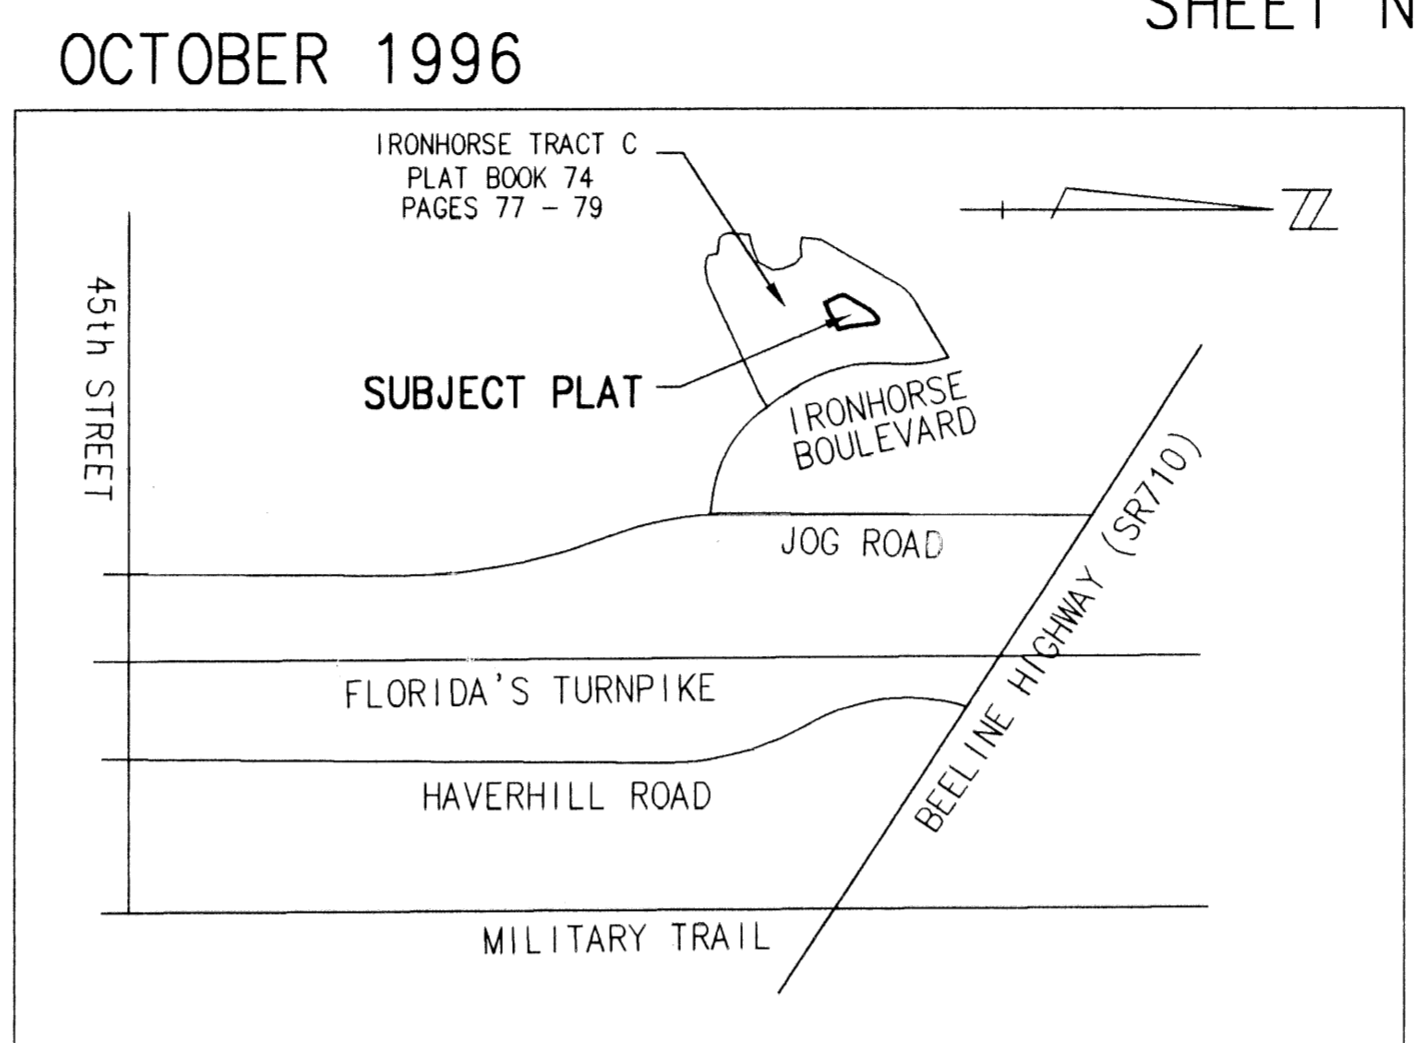 SHEET N
OCTOBER 1996
IRONHORSE TRACT C
PLAT BOOK 74
PAGES 77 - 79
N
45th STREET
SUBJECT PLAT
IRONHORSE
BOULEVARD
JOG ROAD
BEELINE HIGHWAY (SR710)
FLORIDA'S TURNPIKE
HAVERHILL ROAD
MILITARY TRAIL